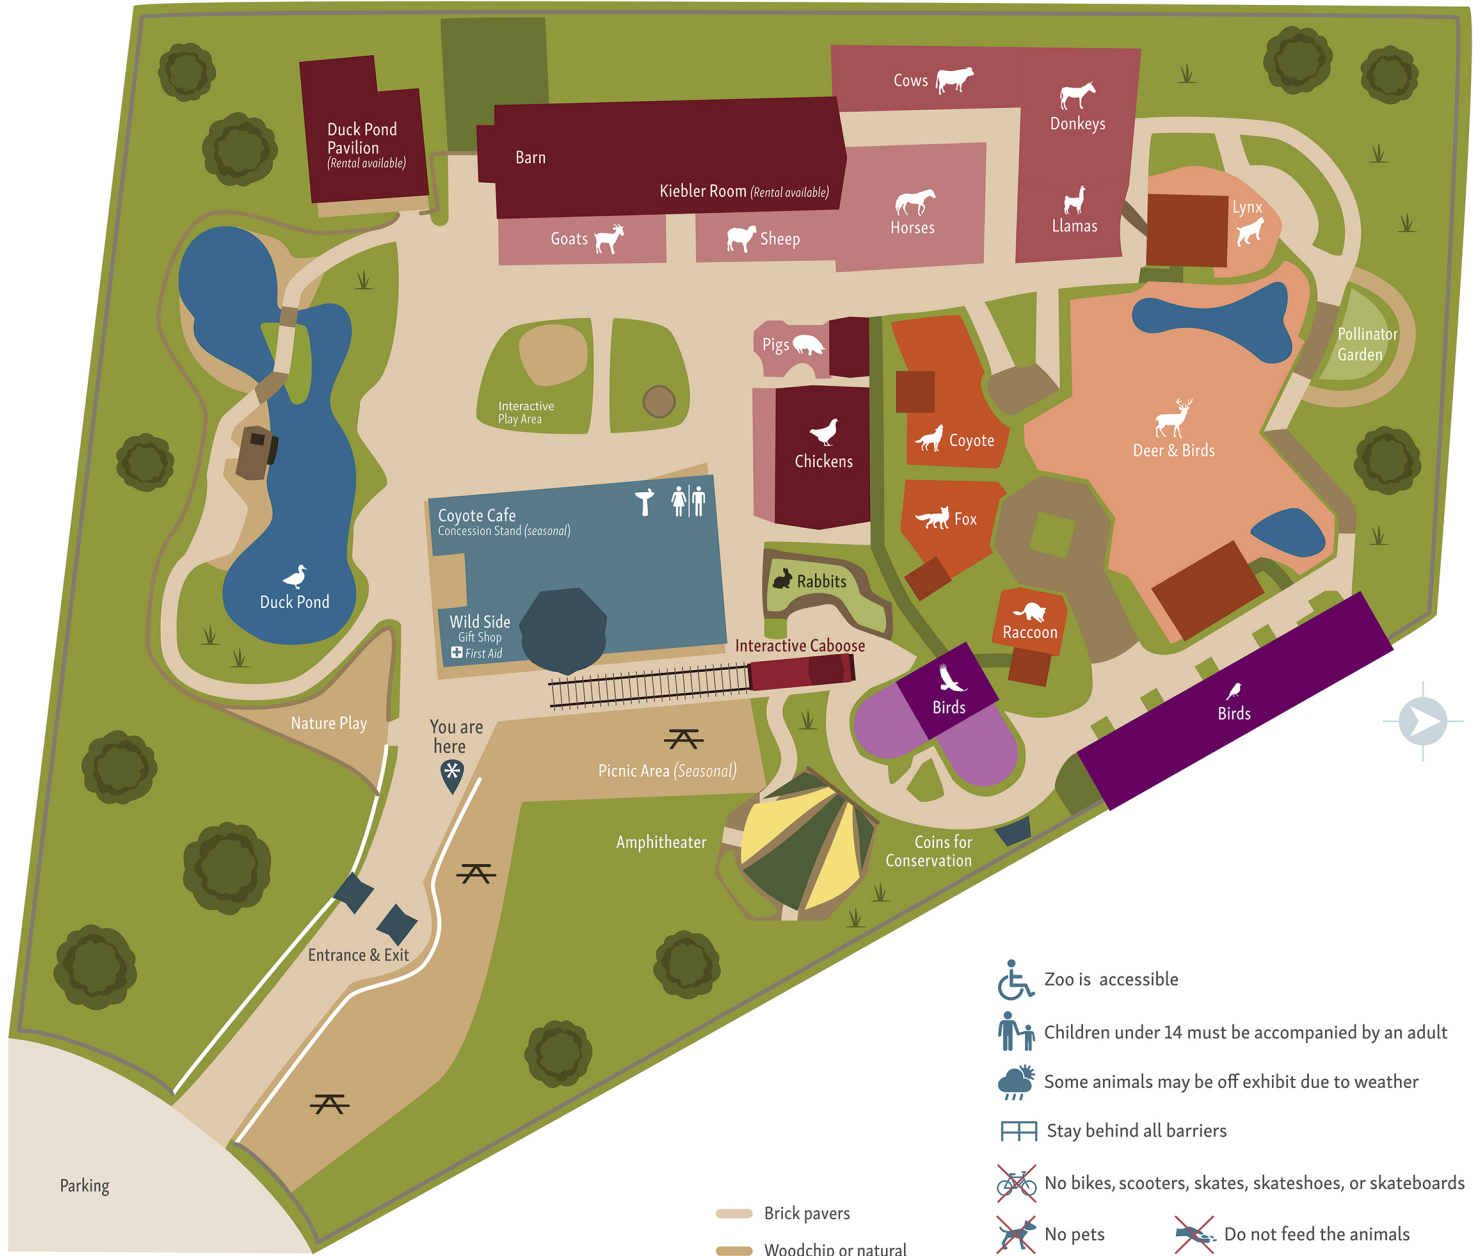 Cows
Donkeys
Duck Pond
Pavilion
(Rental available)
Barn
Kiebler Room (Rental available)
Lynx
Horses
Llamas
Goats
Sheep
Pigs
Pollinator
Garden
Interactive
Play Area
Coyote
Deer & Birds
Chickens
Coyote Cafe
Concession Stand (seasonal)
Fox
Rabbits
Duck Pond
Wild Side
Gift Shop
First Aid
Raccoon
Interactive Caboose
Birds
Birds
Nature Play
You are
here
Picnic Area (Seasonal)
Amphitheater
Coins for
Conservation
Entrance & Exit
Zoo is accessible
Children under 14 must be accompanied by an adult
Some animals may be off exhibit due to weather
Stay behind all barriers
Parking
No bikes, scooters, skates, skateshoes, or skateboards
Brick pavers
No pets
Do not feed the animals
Woodchip or natural